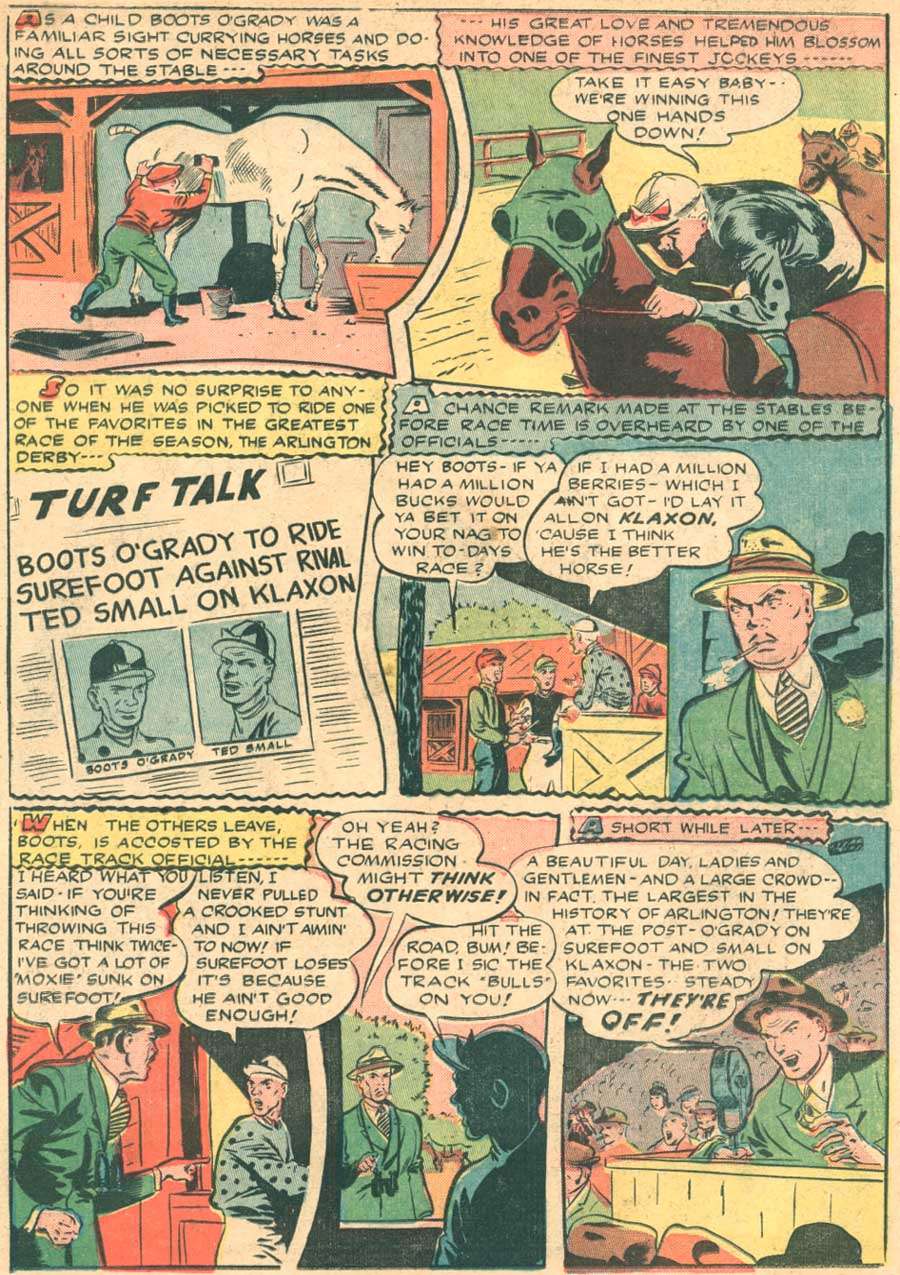 AS A CHILD BOOTS O'GRADY WAS A
FAMILIAR SIGHT CURRYING HORSES AND DO-
ING ALL SORTS OF NECESSARY TASKS
AROUND THE STABLE ---
--- HIS GREAT LOVE AND TREMENDOUS
KNOWLEDGE OF HORSES HELPED HIM BLOSSOM
INTO ONE OF THE FINEST JOCKEYS ------
TAKE IT EASY BABY--
WE'RE WINNING THIS
ONE HANDS
DOWN!
SO IT WAS NO SURPRISE TO ANY-
ONE WHEN HE WAS PICKED TO RIDE ONE
OF THE FAVORITES IN THE GREATEST
RACE OF THE SEASON, THE ARLINGTON
DERBY---
TURF TALK
BOOTS O'GRADY TO RIDE
SUREFOOT AGAINST RIVAL
TED SMALL ON KLAXON
BOOTS O'GRADY
TED SMALL
A CHANCE REMARK MADE AT THE STABLES BE-
FORE RACE TIME IS OVERHEARD BY ONE OF THE
OFFICIALS-----
HEY BOOTS - IF YA
HAD A MILLION
BUCKS WOULD
YA BET IT ON
YOUR NAG TO
WIN TO-DAYS
RACE?
IF I HAD A MILLION
BERRIES - WHICH I
AIN'T GOT - I'D LAY IT
ALL ON KLAXON,
'CAUSE I THINK
HE'S THE BETTER
HORSE!
WHEN THE OTHERS LEAVE,
BOOTS, IS ACCOSTED BY THE
RACE TRACK OFFICIAL------
I HEARD WHAT YOU
SAID - IF YOU'RE
THINKING OF
THROWING THIS
RACE THINK TWICE-
I'VE GOT A LOT OF
"MOXIE" SUNK ON
SUREFOOT!
LISTEN, I
NEVER PULLED
A CROOKED STUNT
AND I AIN'T AIMIN'
TO NOW! IF
SUREFOOT LOSES
IT'S BECAUSE
HE AIN'T GOOD
ENOUGH!
OH YEAH?
THE RACING
COMMISSION
MIGHT THINK
OTHERWISE!
HIT THE
ROAD, BUM! BE-
FORE I SIC THE
TRACK "BULLS"
ON YOU!
A SHORT WHILE LATER---
A BEAUTIFUL DAY, LADIES AND
GENTLEMEN - AND A LARGE CROWD--
IN FACT, THE LARGEST IN THE
HISTORY OF ARLINGTON! THEY'RE
AT THE POST - O'GRADY ON
SUREFOOT AND SMALL ON
KLAXON - THE TWO
FAVORITES -- STEADY
NOW --- THEY'RE
OFF!